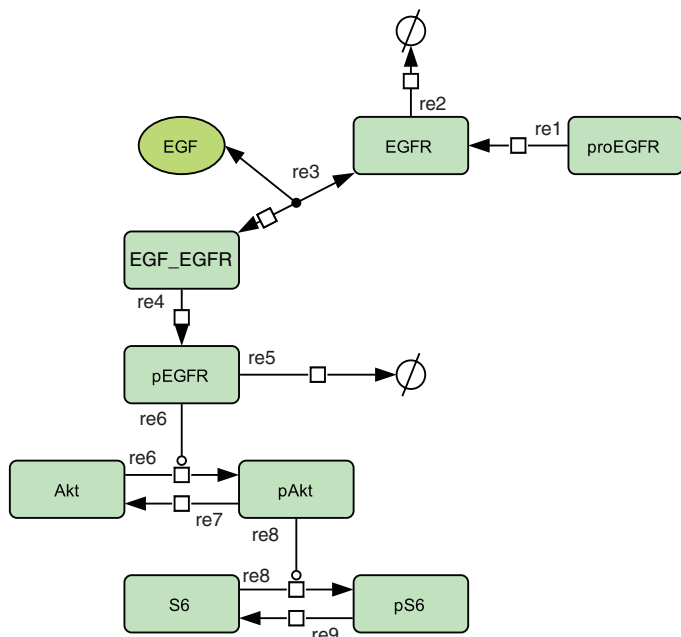 re2
re1
EGF
EGFR
proEGFR
re3
EGF_EGFR
re4
re5
pEGFR
re6
re6
Akt
pAkt
re7
re8
re8
S6
pS6
re9